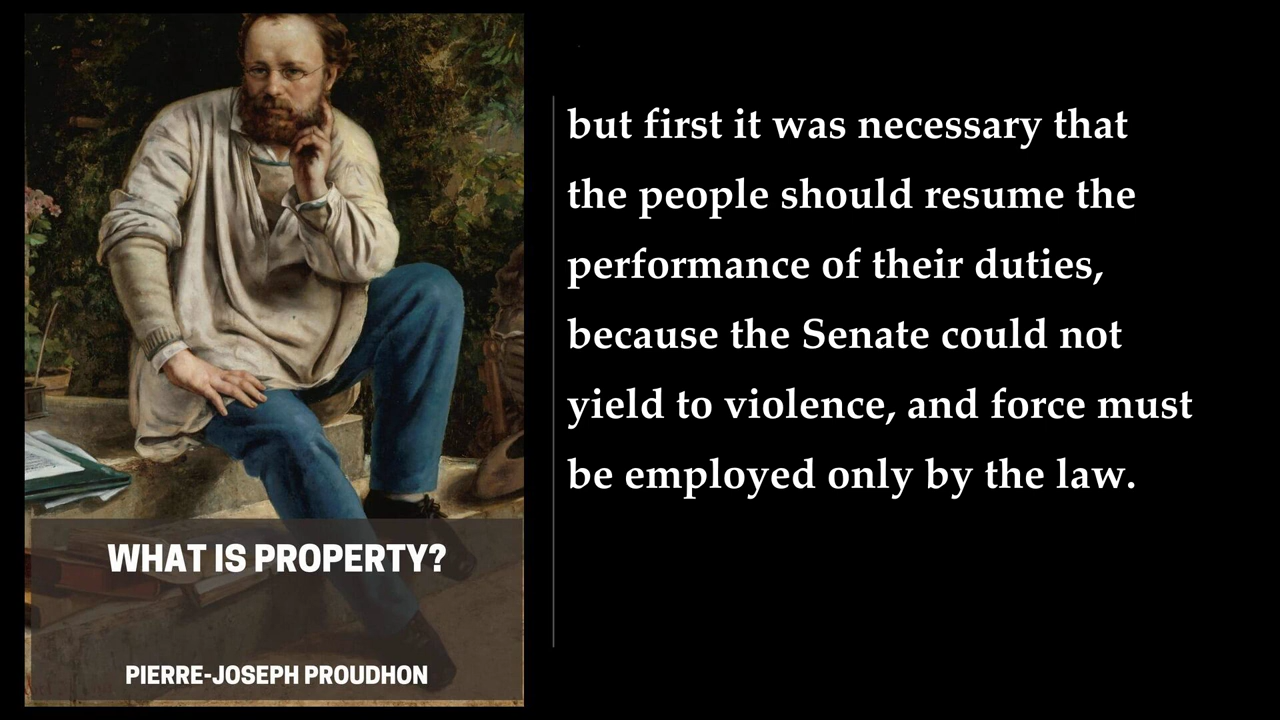 but first it was necessary that
the people should resume the
performance of their duties,
because the Senate could not
yield to violence, and force must
be employed only by the law.
WHAT IS PROPERTY?
PIERRE-JOSEPH PROUDHON